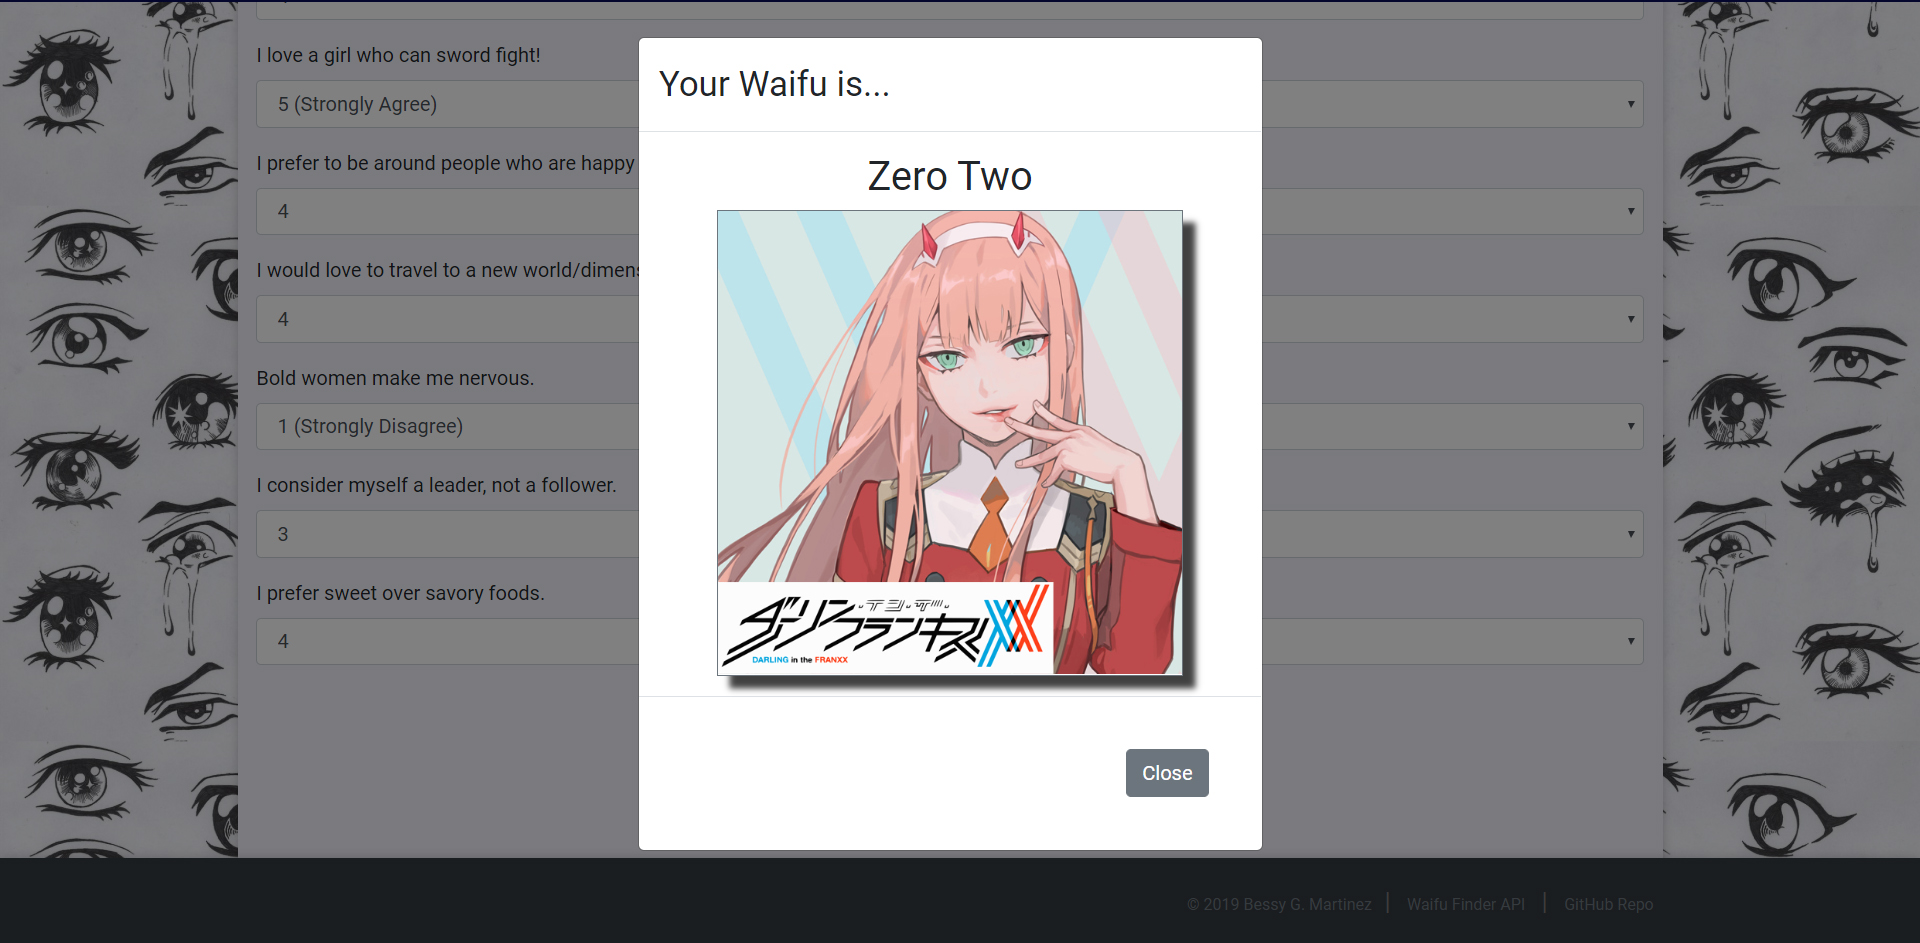 I love a girl who can sword fight!
5 (Strongly Agree)
I prefer to be around people who are happy
4
I would love to travel to a new world/dimens
4
Bold women make me nervous.
1 (Strongly Disagree)
I consider myself a leader, not a follower.
3
I prefer sweet over savory foods.
4
Your Waifu is...
Zero Two
ダーリン・イン・ザ・
フランキス
XX
DARLING in the FRANXX
Close
© 2019 Bessy G. Martinez | Waifu Finder API | GitHub Repo